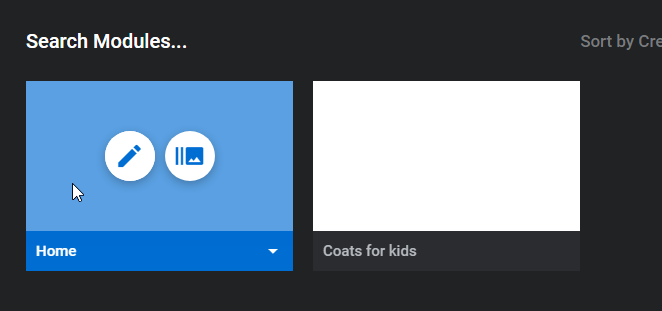 Search Modules...
Sort by Cre
Home
Coats for kids